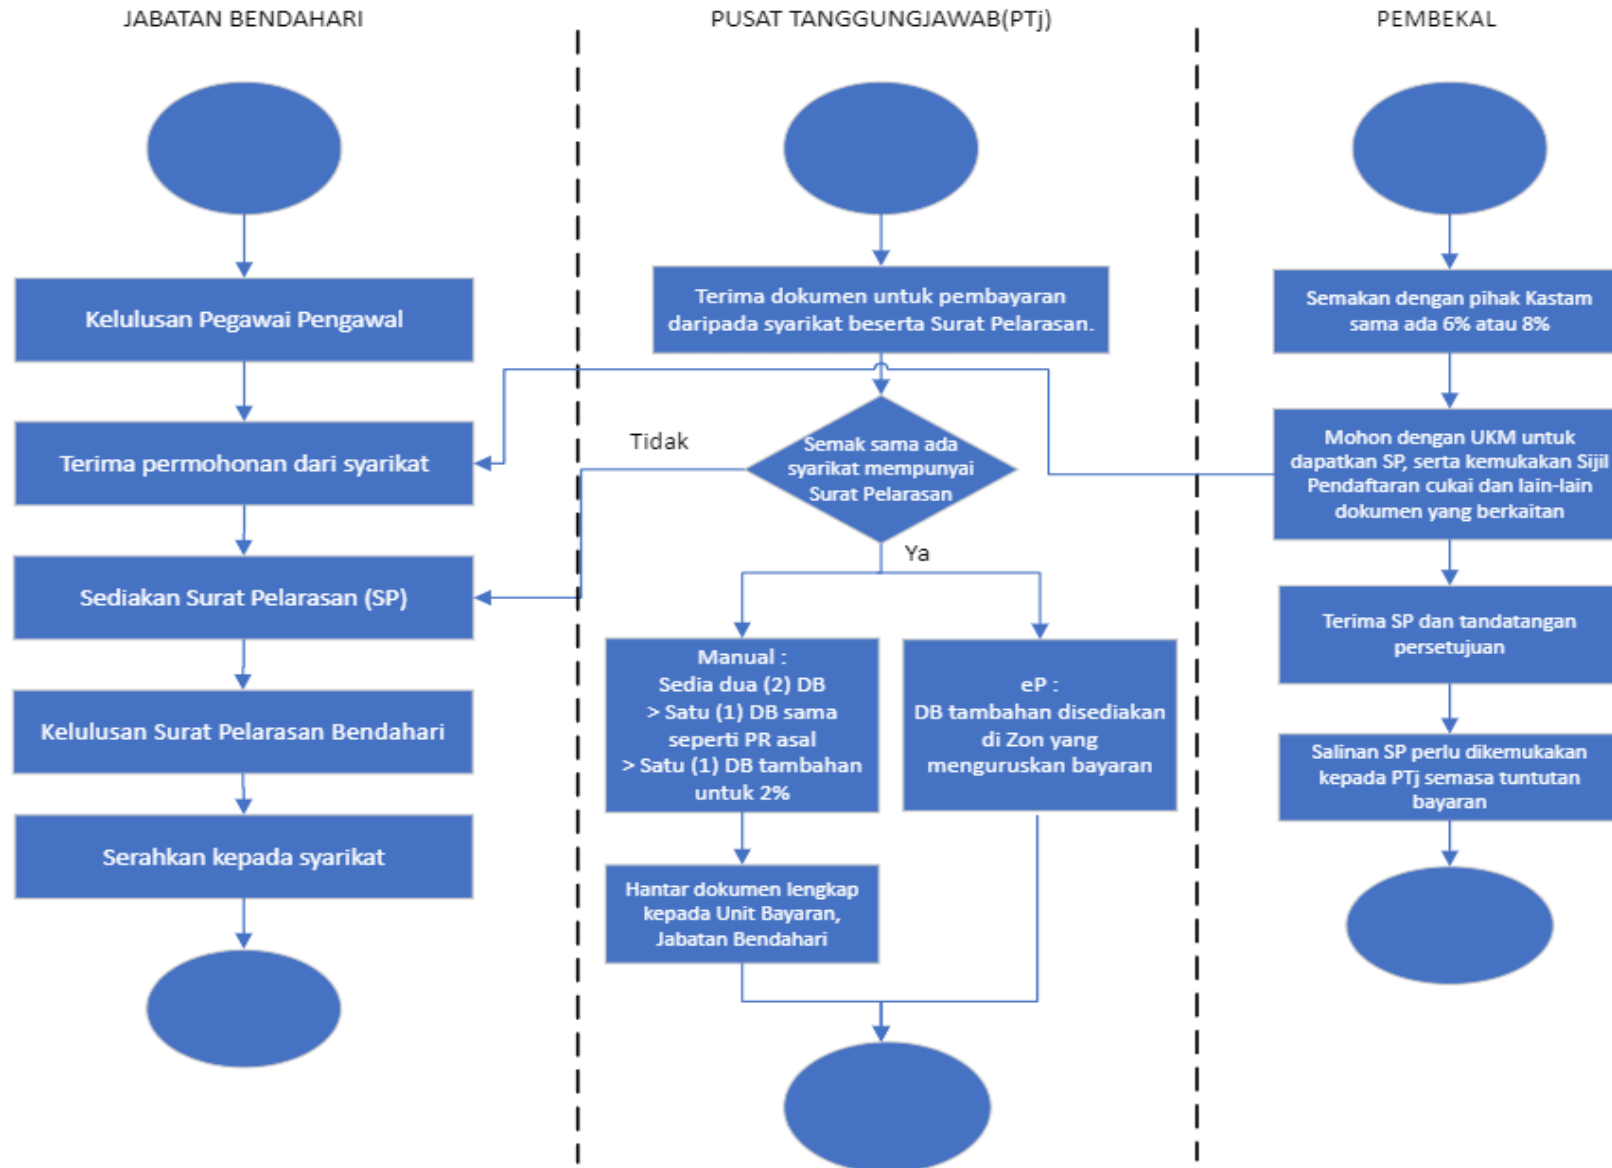 JABATAN BENDAHARI
Kelulusan Pegawai Pengawal
Terima permohonan dari syarikat
Sediakan Surat Pelarasan (SP)
Kelulusan Surat Pelarasan Bendahari
Serahkan kepada syarikat
PUSAT TANGGUNGJAWAB(PTj)
Terima dokumen untuk pembayaran
daripada syarikat beserta Surat Pelarasan.
Semak sama ada
syarikat mempunyai
Surat Pelarasan
Tidak
Ya
Manual :
Sedia dua (2) DB
> Satu (1) DB sama
seperti PR asal
> Satu (1) DB tambahan
untuk 2%
eP :
DB tambahan disediakan
di Zon yang
menguruskan bayaran
Hantar dokumen lengkap
kepada Unit Bayaran,
Jabatan Bendahari
PEMBEKAL
Semakan dengan pihak Kastam
sama ada 6% atau 8%
Mohon dengan UKM untuk
dapatkan SP, serta kemukakan Sijil
Pendaftaran cukai dan lain-lain
dokumen yang berkaitan
Terima SP dan tandatangan
persetujuan
Salinan SP perlu dikemukakan
kepada PTj semasa tuntutan
bayaran